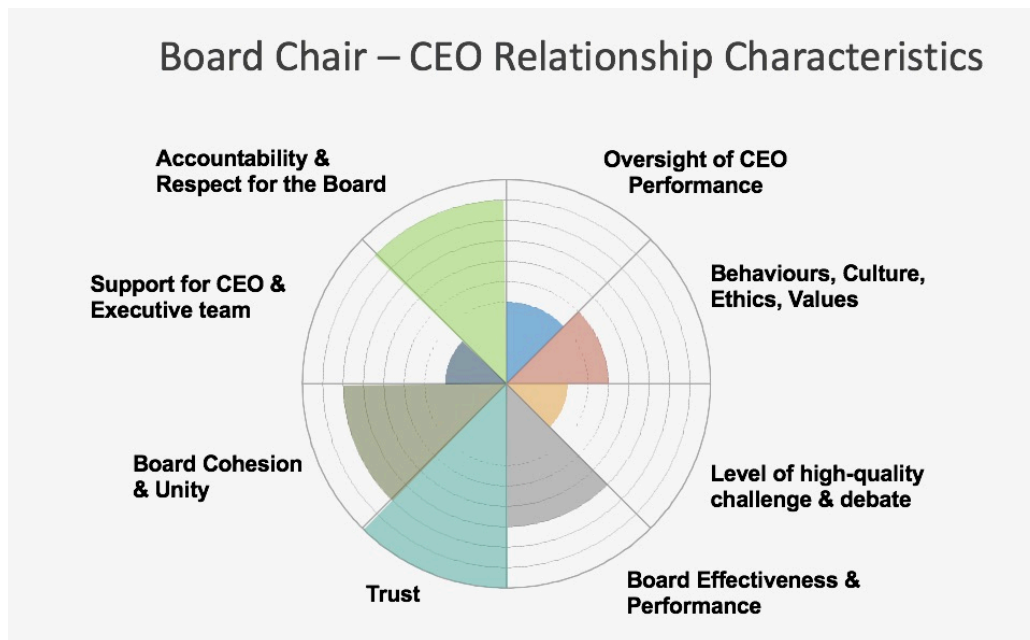 Board Chair – CEO Relationship Characteristics
Accountability &
Respect for the Board
Oversight of CEO
Performance
Support for CEO &
Executive team
Behaviours, Culture,
Ethics, Values
Board Cohesion
& Unity
Level of high-quality
challenge & debate
Trust
Board Effectiveness &
Performance